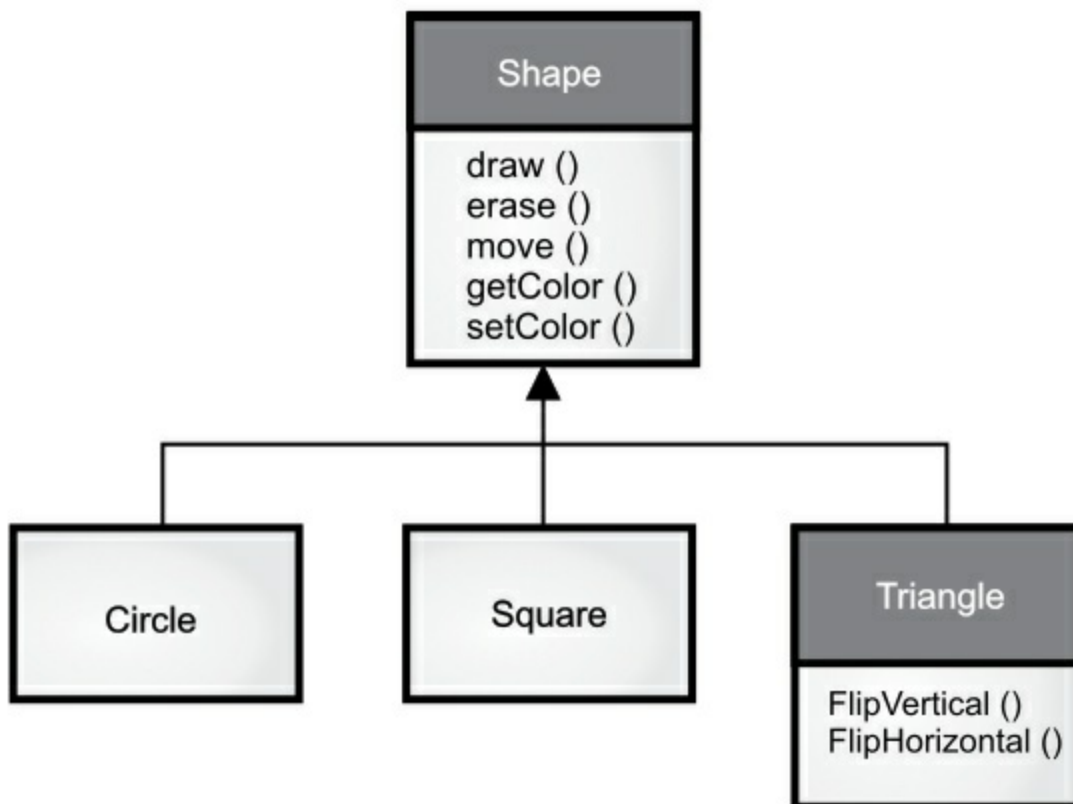 Shape
draw ()
erase ()
move ()
getColor ()
setColor ()
Circle
Square
Triangle
FlipVertical ()
FlipHorizontal ()